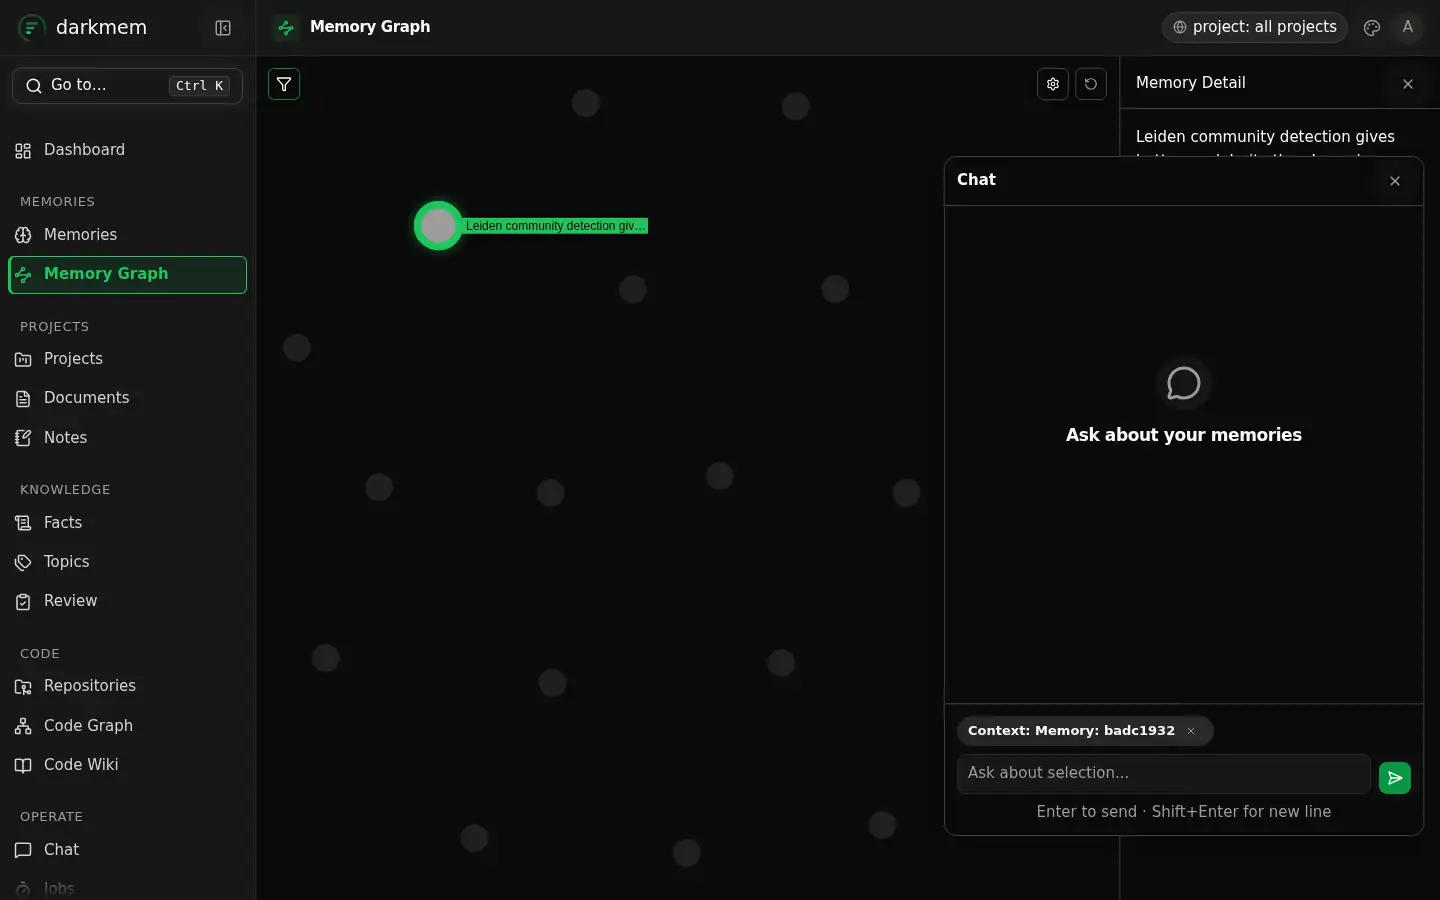 darkmem
Go to...
Ctrl K
Dashboard
MEMORIES
Memories
Memory Graph
PROJECTS
Projects
Documents
Notes
KNOWLEDGE
Facts
Topics
Review
CODE
Repositories
Code Graph
Code Wiki
OPERATE
Chat
Jobs
Memory Graph
project: all projects
A
Leiden community detection giv...
Memory Detail
Leiden community detection gives
Chat
Ask about your memories
Context: Memory: badc1932
Ask about selection...
Enter to send · Shift+Enter for new line